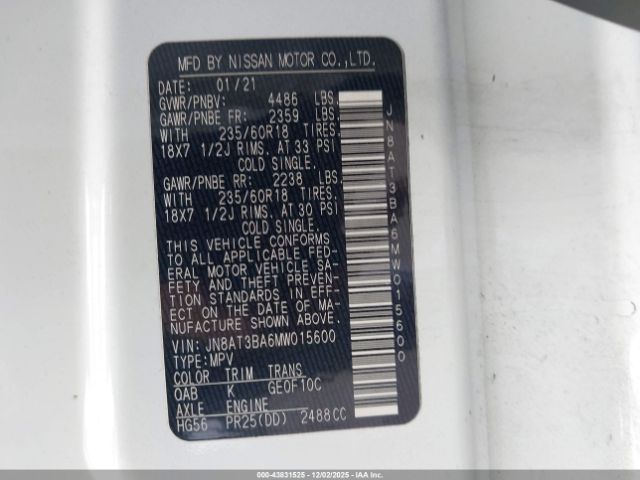 MFD BY NISSAN MOTOR CO.,LTD.
DATE: 01/21
GVWR/PNBV: 4486 LBS.
GAWR/PNBE FR: 2359 LBS.
WITH 235/60R18 TIRES.
18X7 1/2J RIMS. AT 33 PSI
COLD SINGLE.
GAWR/PNBE RR: 2238 LBS.
WITH 235/60R18 TIRES.
18X7 1/2J RIMS. AT 30 PSI
COLD SINGLE.
THIS VEHICLE CONFORMS
TO ALL APPLICABLE FED-
ERAL MOTOR VEHICLE SA-
FETY AND THEFT PREVEN-
TION STANDARDS IN EFF-
ECT ON THE DATE OF MAN-
UFACTURE SHOWN ABOVE.
VIN: JN8AT3BA6MW015600
TYPE:MPV
COLOR TRIM TRANS
QAB K GE0F10C
AXLE ENGINE
HG56 PR25(DD) 2488CC
JN8AT3BA6MW015600
000-43831525 - 12/02/2025 - IAAI.COM